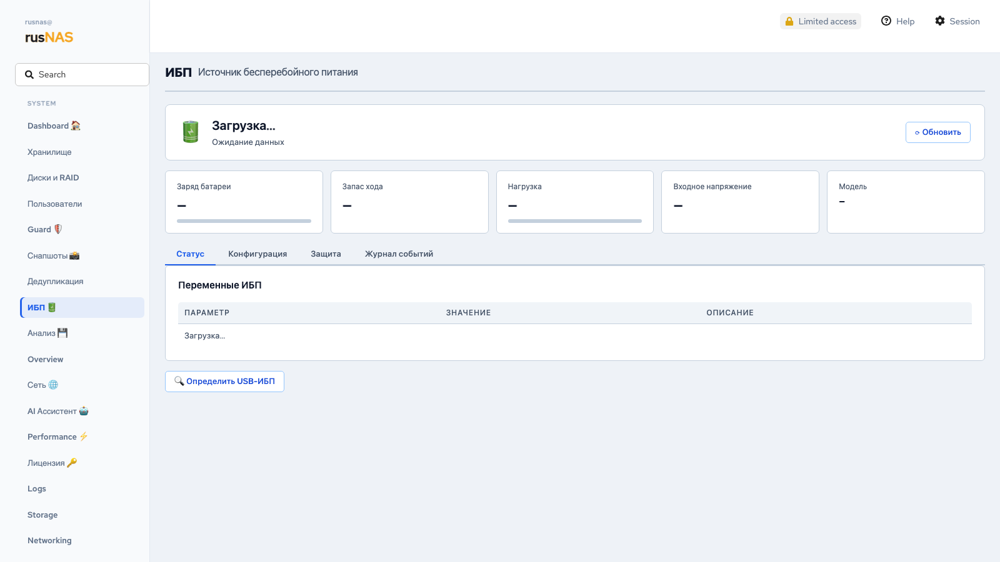 rusnas@
rusNAS
Limited access
Help
Session
Search
SYSTEM
Dashboard
Хранилище
Диски и RAID
Пользователи
Guard
Снапшоты
Дедупликация
ИБП
Анализ
Overview
Сеть
AI Ассистент
Performance
Лицензия
Logs
Storage
Networking
ИБП Источник бесперебойного питания
Загрузка...
Ожидание данных
Обновить
Заряд батареи
–
Запас хода
–
Нагрузка
–
Входное напряжение
–
Модель
–
Статус Конфигурация Защита Журнал событий
Переменные ИБП
ПАРАМЕТР ЗНАЧЕНИЕ ОПИСАНИЕ
Загрузка...
Определить USB-ИБП